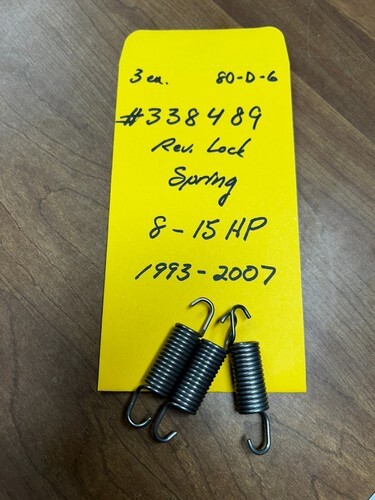 3 ea. 80-D-6
#338489
Rev. Lock
Spring
8-15 HP
1993-2007